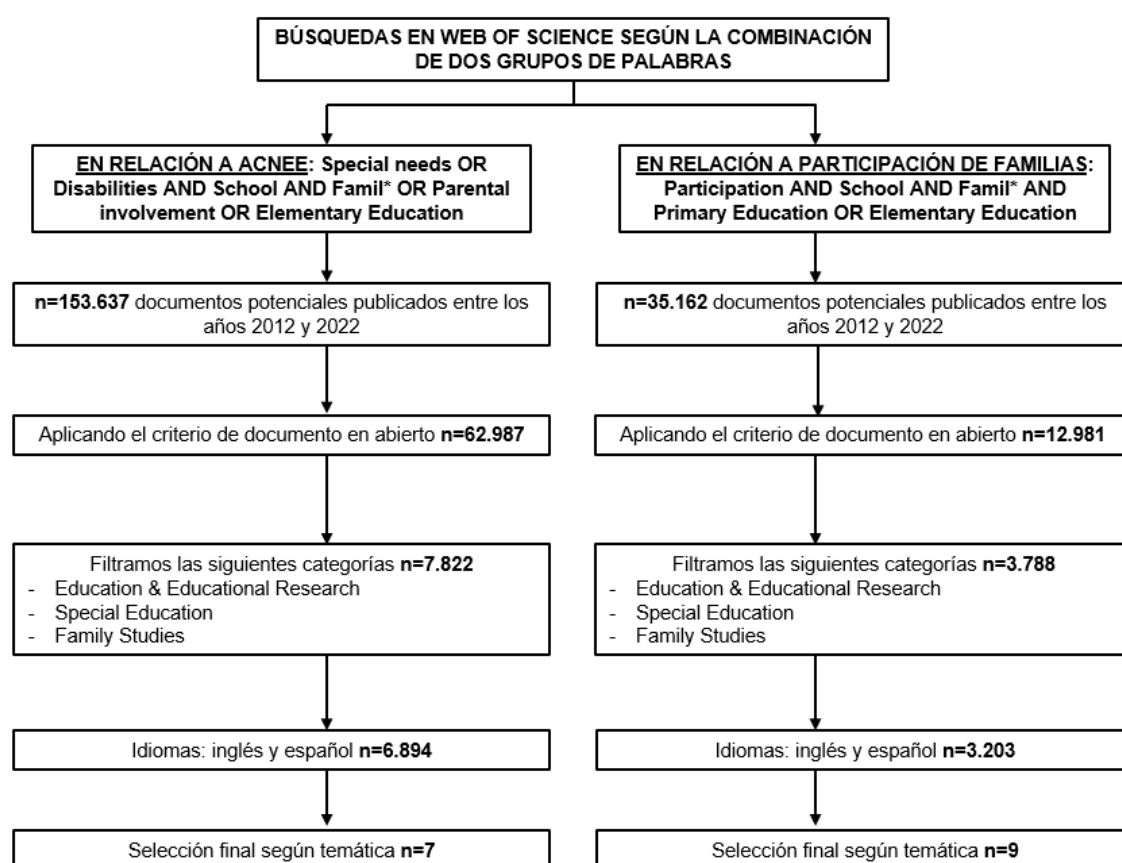 BÚSQUEDAS EN WEB OF SCIENCE SEGÚN LA COMBINACIÓN
DE DOS GRUPOS DE PALABRAS
EN RELACIÓN A ACNEE: Special needs OR
Disabilities AND School AND Famil* OR Parental
involvement OR Elementary Education
n=153.637 documentos potenciales publicados entre los
años 2012 y 2022
Aplicando el criterio de documento en abierto n=62.987
Filtramos las siguientes categorías n=7.822
- Education & Educational Research
- Special Education
- Family Studies
Idiomas: inglés y español n=6.894
Selección final según temática n=7
EN RELACIÓN A PARTICIPACIÓN DE FAMILIAS:
Participation AND School AND Famil* AND
Primary Education OR Elementary Education
n=35.162 documentos potenciales publicados entre los
años 2012 y 2022
Aplicando el criterio de documento en abierto n=12.981
Filtramos las siguientes categorías n=3.788
- Education & Educational Research
- Special Education
- Family Studies
Idiomas: inglés y español n=3.203
Selección final según temática n=9